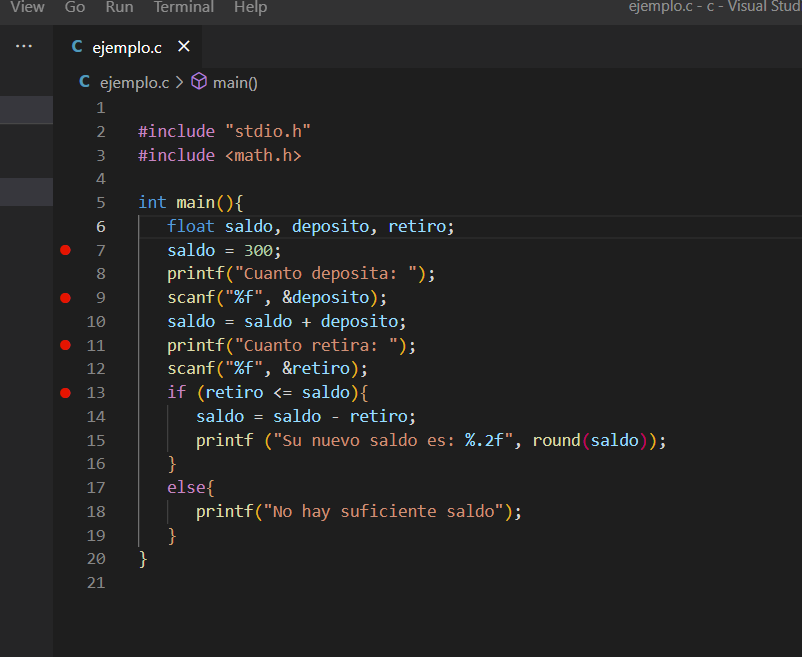 View Go Run Terminal Help ejemplo.c - c - Visual Stud
... C ejemplo.c ×
C ejemplo.c > main()
1
2 #include "stdio.h"
3 #include <math.h>
4
5 int main(){
6 float saldo, deposito, retiro;
7 saldo = 300;
8 printf("Cuanto deposita: ");
9 scanf("%f", &deposito);
10 saldo = saldo + deposito;
11 printf("Cuanto retira: ");
12 scanf("%f", &retiro);
13 if (retiro <= saldo){
14 saldo = saldo - retiro;
15 printf ("Su nuevo saldo es: %.2f", round(saldo));
16 }
17 else{
18 printf("No hay suficiente saldo");
19 }
20 }
21